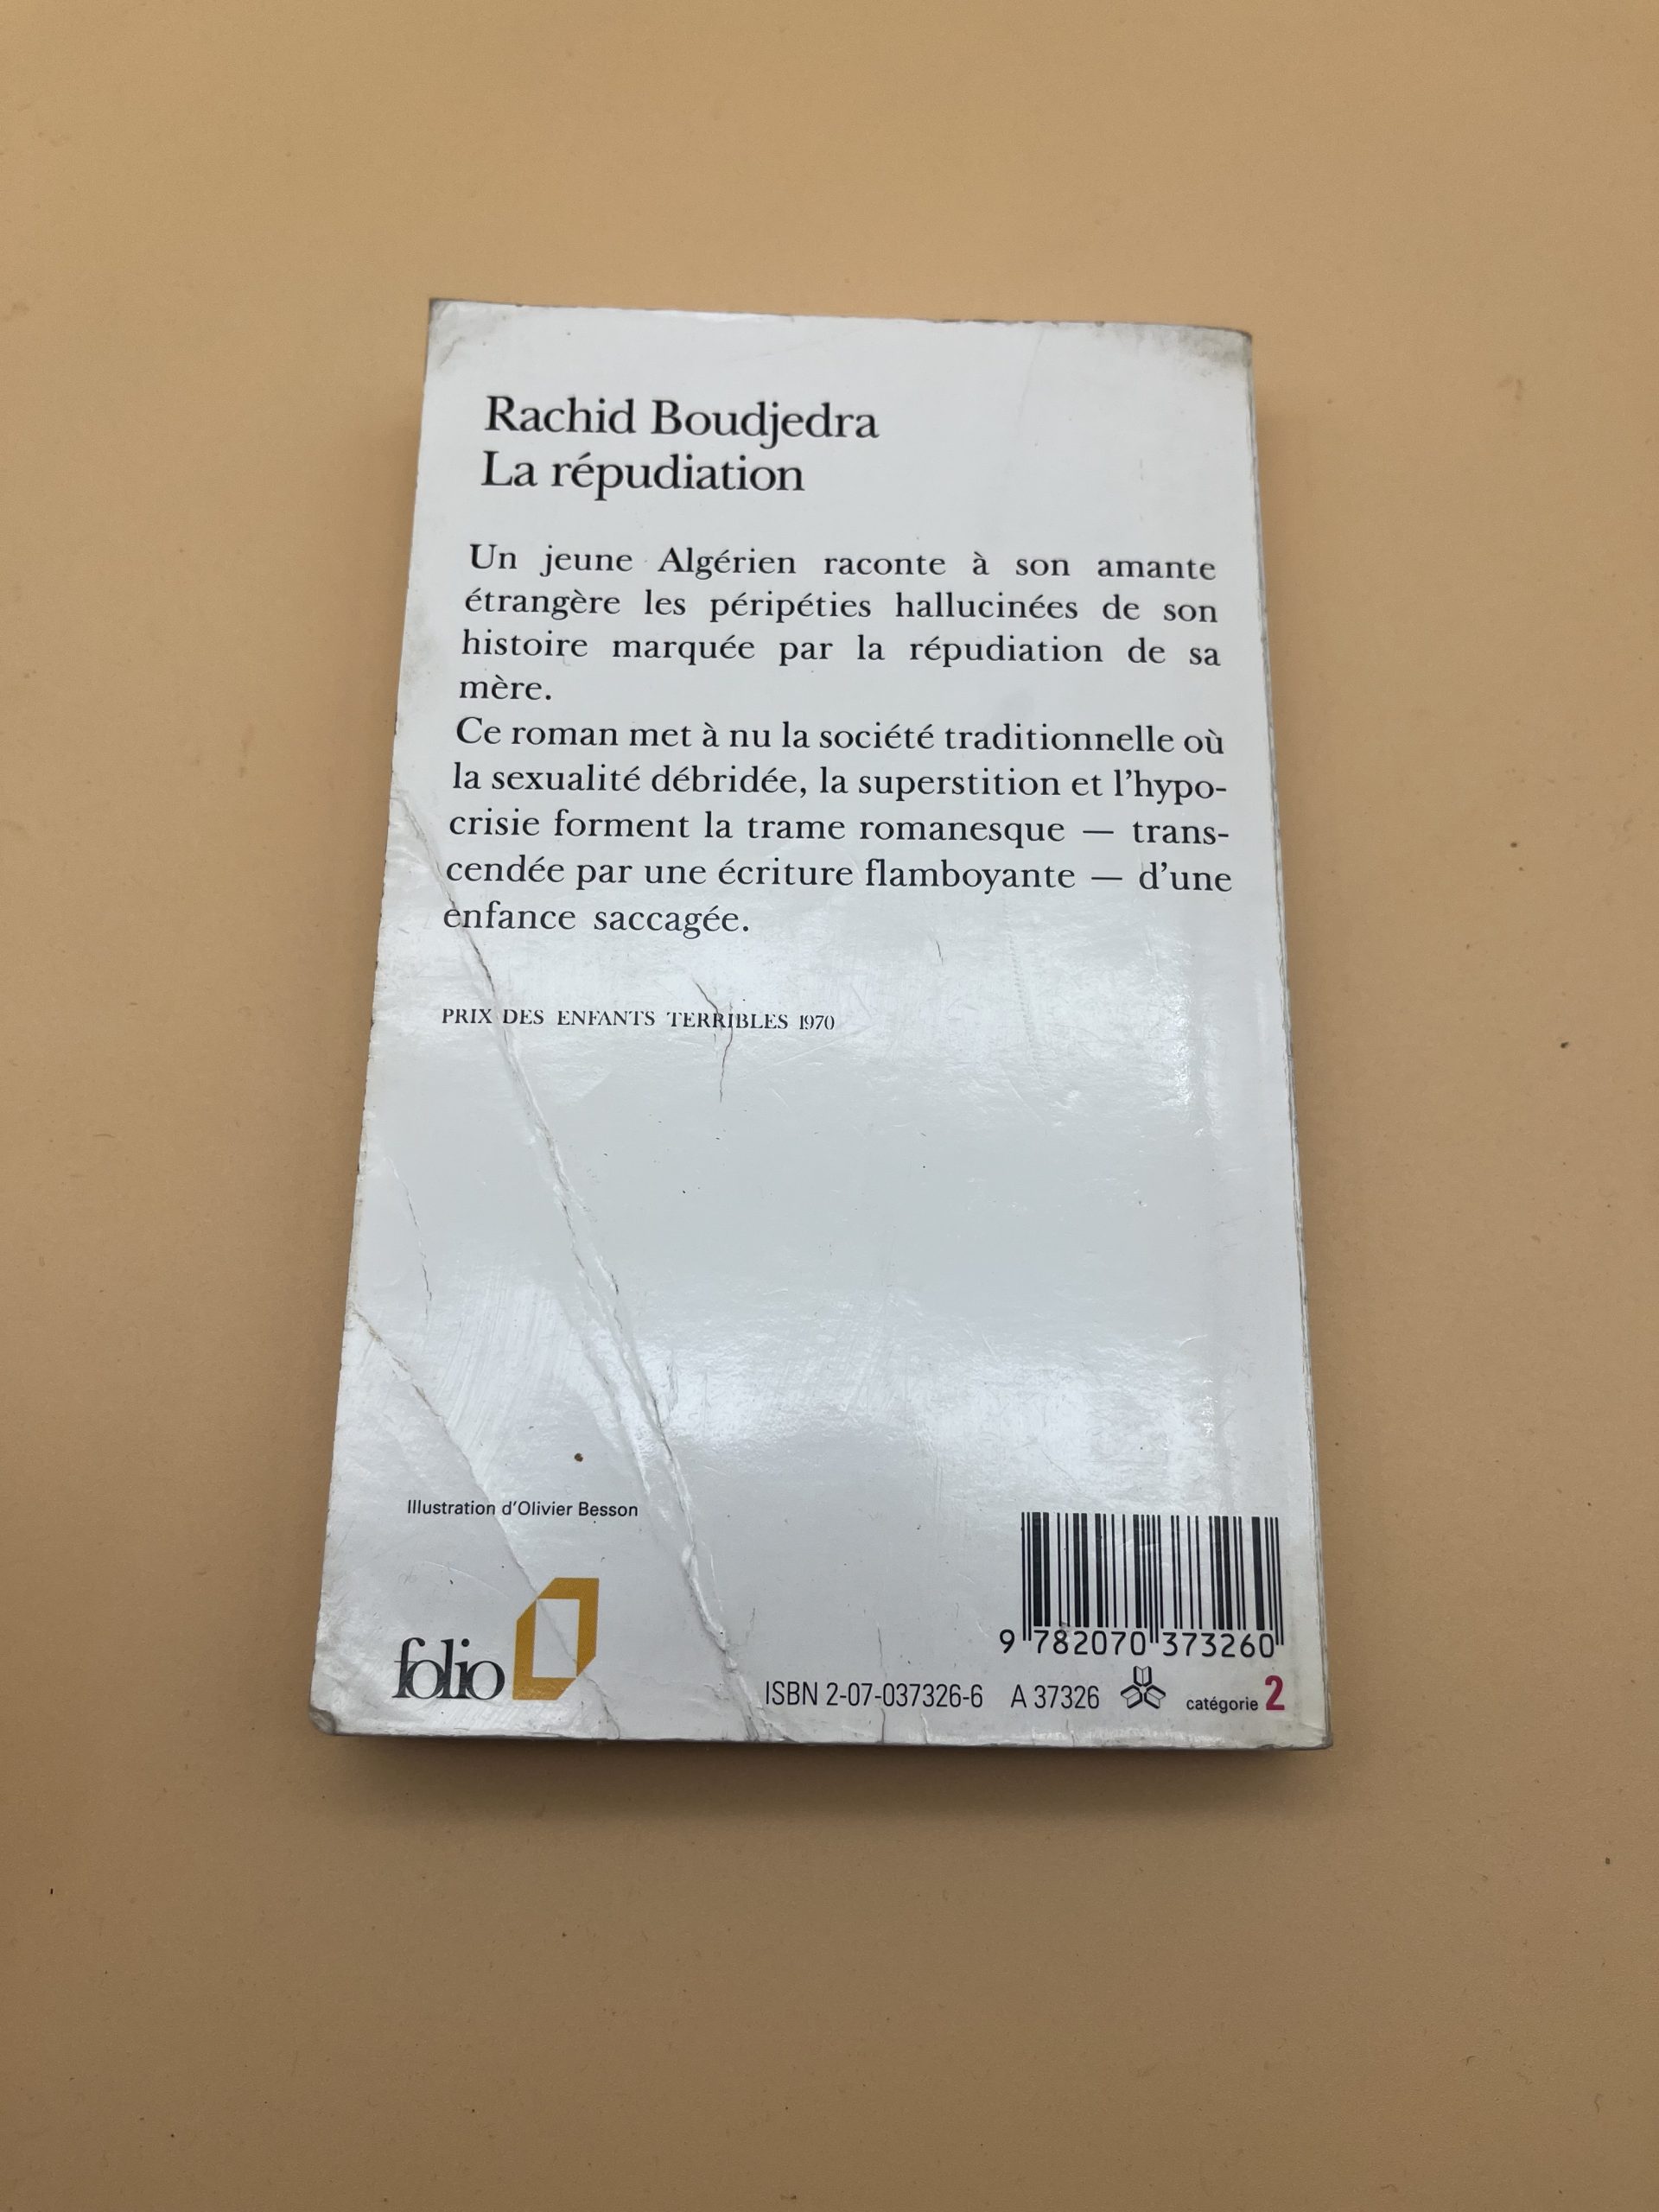 Rachid Boudjedra
La répudiation
Un jeune Algérien raconte à son amante
étrangère les péripéties hallucinées de son
histoire marquée par la répudiation de sa
mère.
Ce roman met à nu la société traditionnelle où
la sexualité débridée, la superstition et l'hypo-
crisie forment la trame romanesque — trans-
cendée par une écriture flamboyante — d'une
enfance saccagée.
PRIX DES ENFANTS TERRIBLES 1970
Illustration d'Olivier Besson
folio
9 782070 373260
ISBN 2-07-037326-6 A 37326 catégorie 2